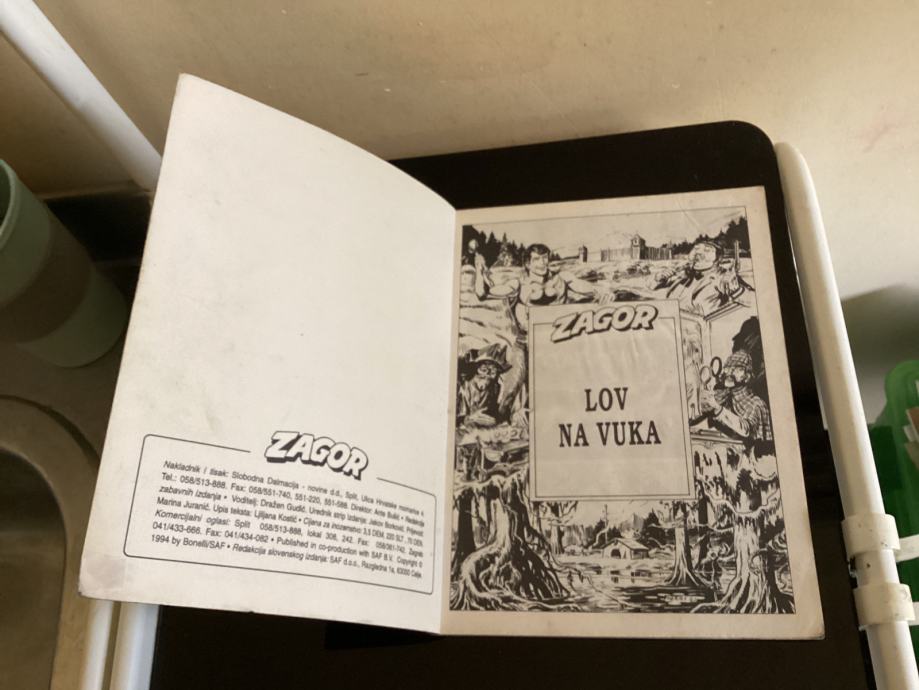 ZAGOR
Nakladnik i tisak: Slobodna Dalmacija - novine d.d., Split, Ulica Hrvatske mornarice 4,
Tel.: 058/513-888, Fax: 058/551-740, 551-220, 551-588. Direktor: Ante Bušić • Redakcija
zabavnih izdanja • Voditelj: Dražen Gudić. Urednik strip izdanja: Jakov Borković. Prijevod:
Marina Juranić. Upis teksta: Ljiljana Kostić • Cijena za inozemstvo: 3,5 DEM, 220 SLT, 70 DEN.
Komercijalni oglasi: Split 058/513-888, lokal 308, 242, Fax: 058/361-742, Zagreb
041/433-666. Fax: 041/434-082 • Published in co-production with SAF B.V. Copyright ©
1994 by Bonelli/SAF • Redakcija slovenskog izdanja: SAF d.o.o., Razgledna 1a, 63000 Celje.
ZAGOR
LOV
NA VUKA